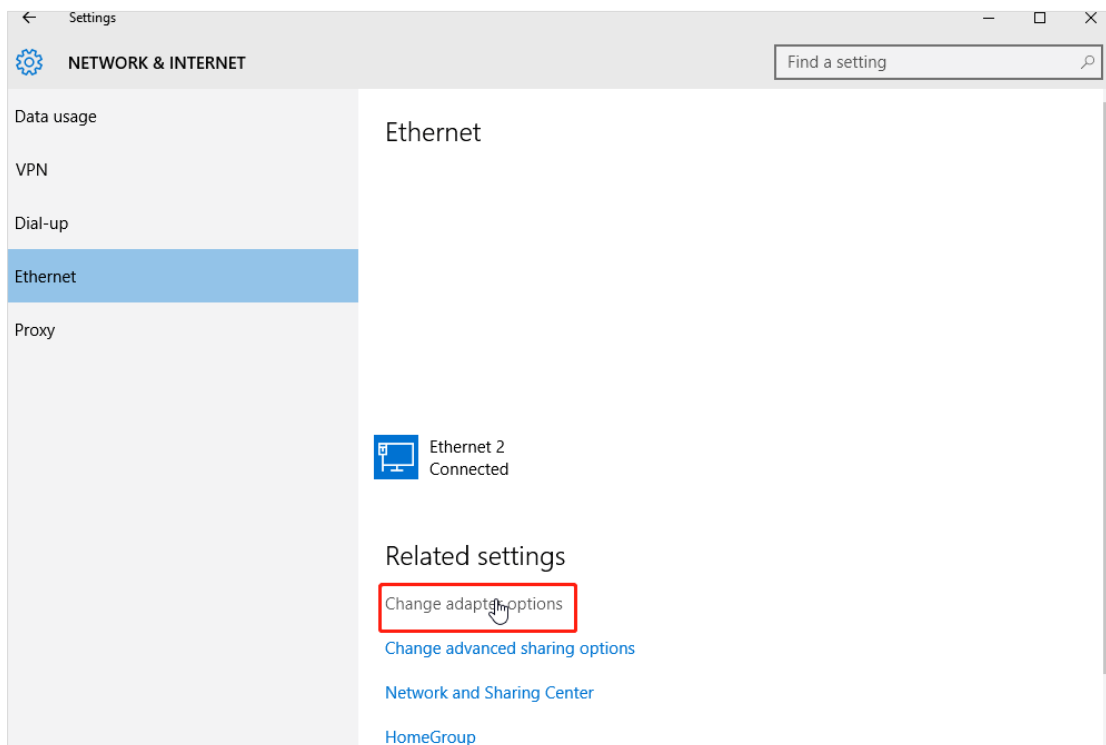 Settings
NETWORK & INTERNET
Find a setting
Data usage
VPN
Dial-up
Ethernet
Proxy
Ethernet
Ethernet 2
Connected
Related settings
Change adapter options
Change advanced sharing options
Network and Sharing Center
HomeGroup